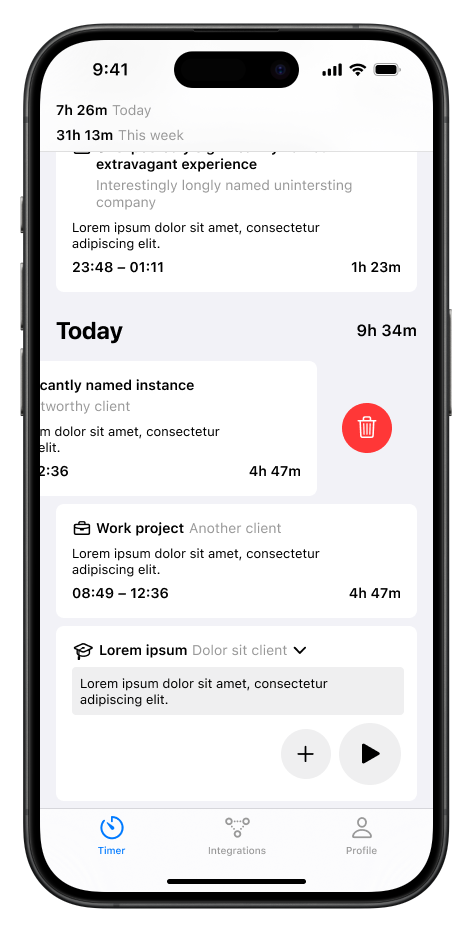 9:41
7h 26m Today
31h 13m This week
extravagant experience
Interestingly longly named unintersting
company
Lorem ipsum dolor sit amet, consectetur
adipiscing elit.
23:48 – 01:11 1h 23m
Today 9h 34m
cantly named instance
tworthy client
m dolor sit amet, consectetur
elit.
2:36 4h 47m
Work project Another client
Lorem ipsum dolor sit amet, consectetur
adipiscing elit.
08:49 – 12:36 4h 47m
Lorem ipsum Dolor sit client
Lorem ipsum dolor sit amet, consectetur
adipiscing elit.
Timer Integrations Profile